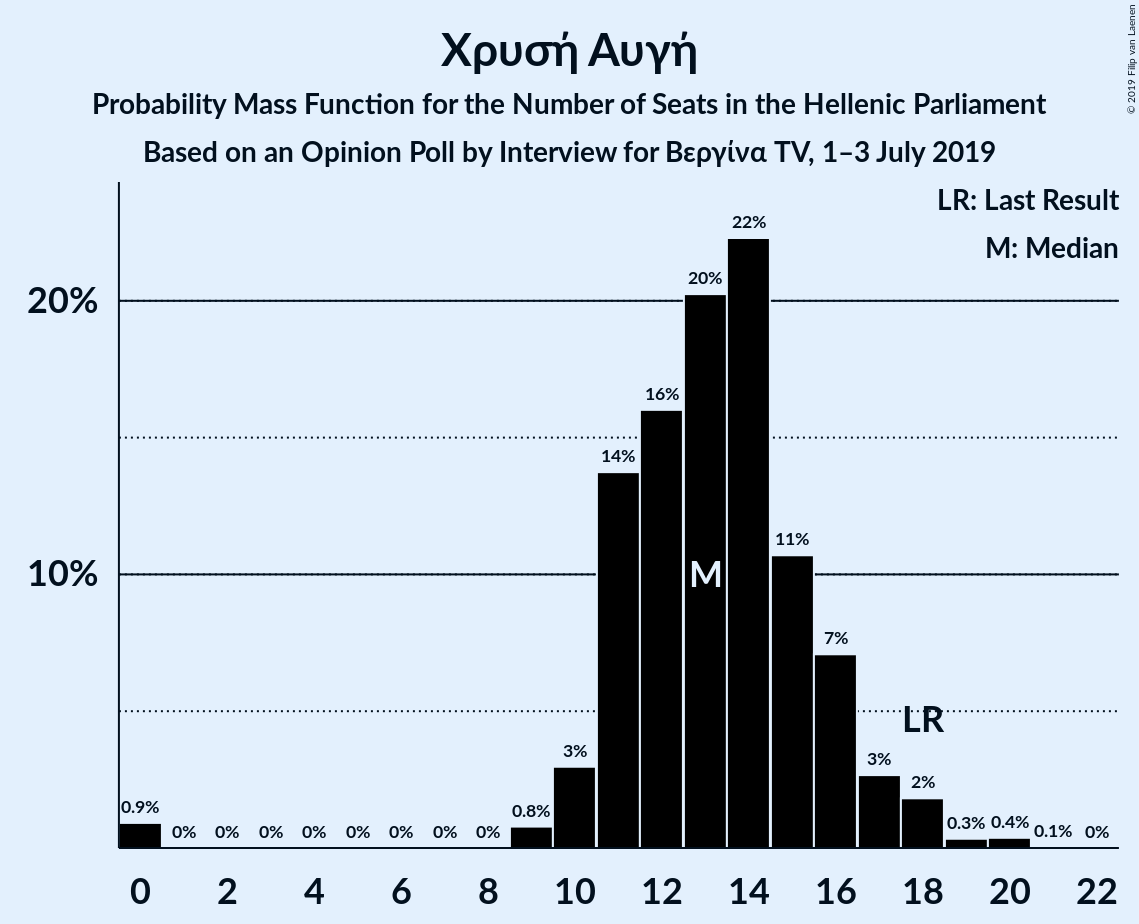 Χρυσή Αυγή
Probability Mass Function for the Number of Seats in the Hellenic Parliament
Based on an Opinion Poll by Interview for Βεργίνα TV, 1–3 July 2019
© 2019 Filip van Laenen
LR: Last Result
M: Median
20%
10%
0.9%
0%
0%
0%
0%
0%
0%
0%
0%
0.8%
3%
14%
16%
20%
22%
11%
7%
3%
2%
0.3%
0.4%
0.1%
0%
M
LR
0 2 4 6 8 10 12 14 16 18 20 22